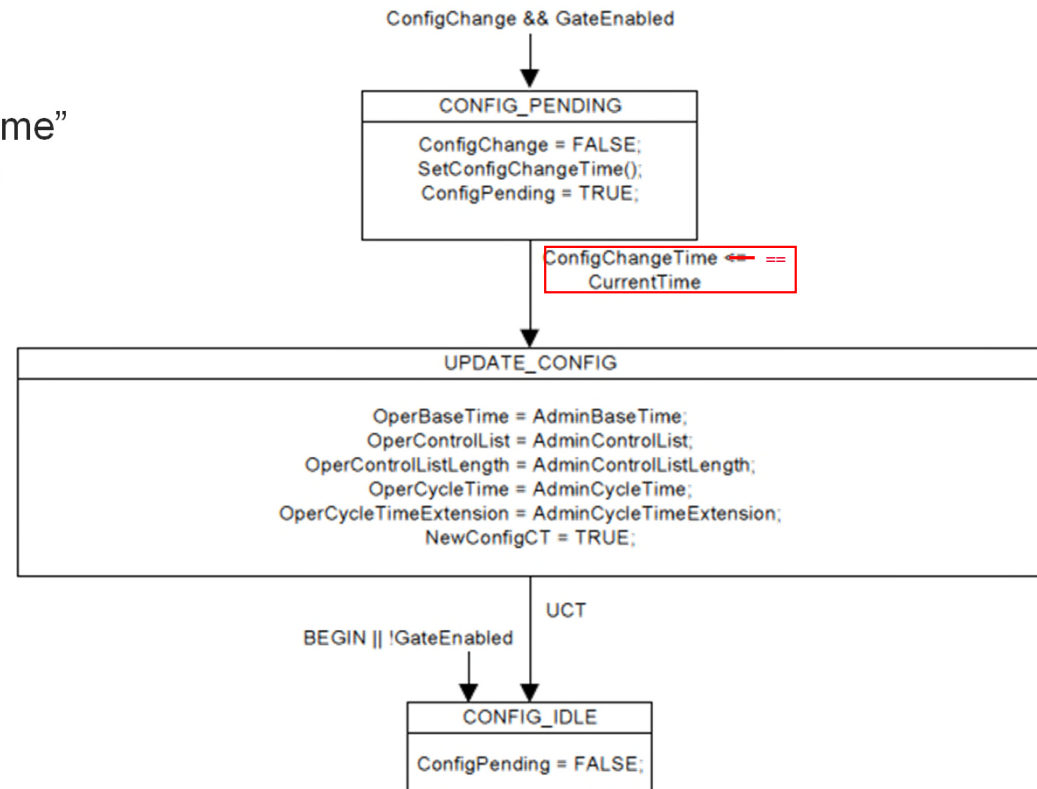 ConfigChange && GateEnabled
me”
CONFIG_PENDING
ConfigChange = FALSE;
SetConfigChangeTime();
ConfigPending = TRUE;
ConfigChangeTime <= ==
CurrentTime
UPDATE_CONFIG
OperBaseTime = AdminBaseTime;
OperControlList = AdminControlList;
OperControlListLength = AdminControlListLength;
OperCycleTime = AdminCycleTime;
OperCycleTimeExtension = AdminCycleTimeExtension;
NewConfigCT = TRUE;
UCT
BEGIN || !GateEnabled
CONFIG_IDLE
ConfigPending = FALSE;